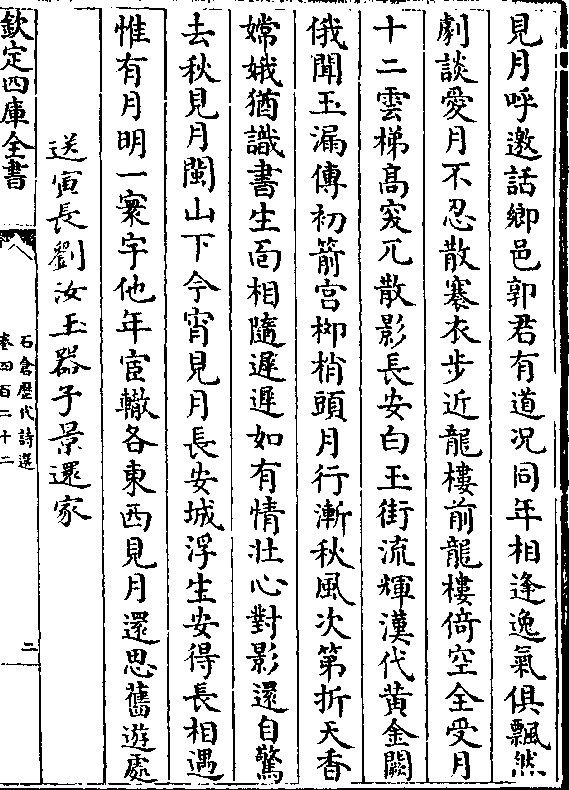 見月呼邀話鄉邑郭君有道况同年相逢逸氣俱飄然
劇談愛月不忍散褰衣步近龍樓前龍樓倚空全受月
十二雲梯髙突兀散影長安白玉街流輝漢代黄金闕
俄聞玉漏傳初箭宫栁梢頭月行漸秋風次第折天香
嫦娥猶識書生面相隨遲遲如有情壮心對影還自驚
去秋見月閩山下今宵見月長安城浮生安得長相遇
惟有月明一寰宇他年宦轍各東西見月還思舊遊處
送寅長劉汝玉器子景還家
欽定四庫全書
石倉歴代詩選
卷四百二十二
二